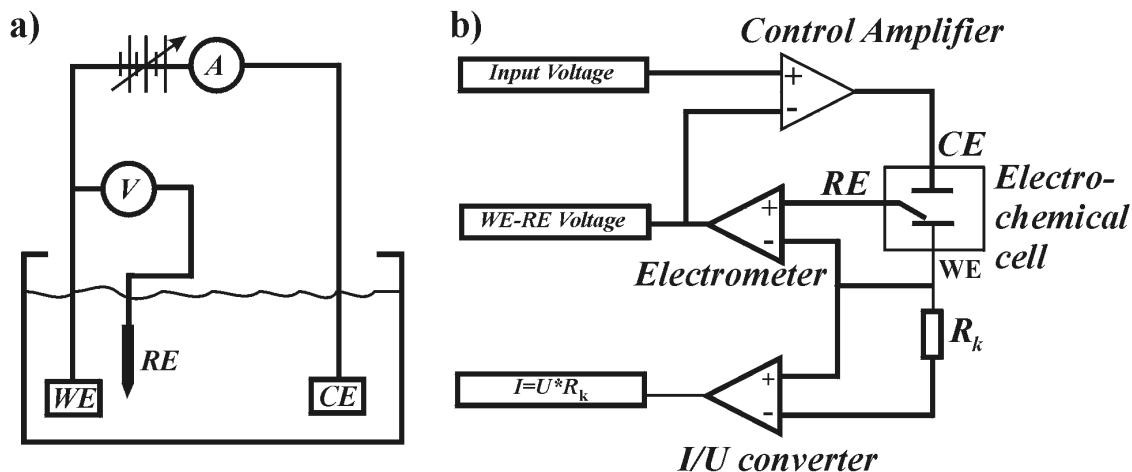 a)
A
V
RE
WE
CE
b)
Control Amplifier
Input Voltage
+
-
CE
RE
Electro-
chemical
cell
WE-RE Voltage
+
-
WE
Electrometer
Rk
I=U*Rk
+
-
I/U converter